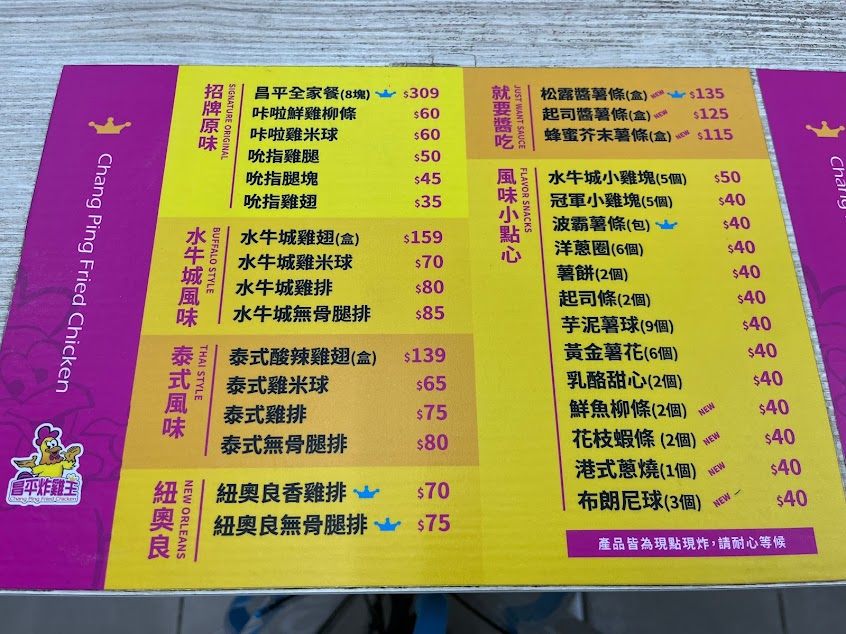 Chang Ping Fried Chicken
昌平炸雞王
Chang Ping Fried Chicken
招牌原味
SIGNATURE ORIGINAL
昌平全家餐(8塊) $309
咔啦鮮雞柳條 $60
咔啦雞米球 $60
吮指雞腿 $50
吮指腿塊 $45
吮指雞翅 $35
水牛城風味
BUFFALO STYLE
水牛城雞翅(盒) $159
水牛城雞米球 $70
水牛城雞排 $80
水牛城無骨腿排 $85
泰式風味
THAI STYLE
泰式酸辣雞翅(盒) $139
泰式雞米球 $65
泰式雞排 $75
泰式無骨腿排 $80
紐奧良
NEW ORLEANS
紐奧良香雞排 $70
紐奧良無骨腿排 $75
就要醬吃
JUST WANT SAUCE
松露醬薯條(盒) NEW $135
起司醬薯條(盒) NEW $125
蜂蜜芥末薯條(盒) NEW $115
風味小點心
FLAVOR SNACKS
水牛城小雞塊(5個) $50
冠軍小雞塊(5個) $40
波霸薯條(包) $40
洋蔥圈(6個) $40
薯餅(2個) $40
起司條(2個) $40
芋泥薯球(9個) $40
黃金薯花(6個) $40
乳酪甜心(2個) $40
鮮魚柳條(2個) NEW $40
花枝蝦條(2個) NEW $40
港式蔥燒(1個) NEW $40
布朗尼球(3個) NEW $40
產品皆為現點現炸，請耐心等候
Chang